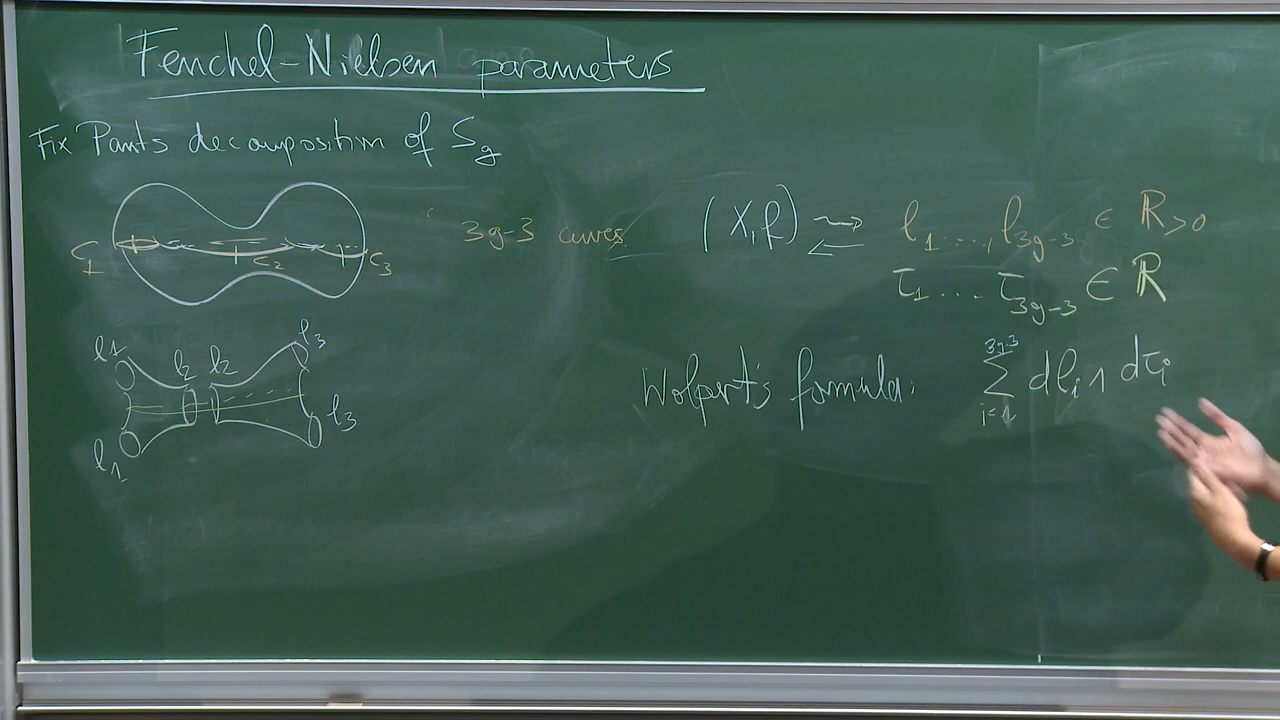 Fenchel-Nielsen parameters
Fix Pants decomposition of S_g
C_1 C_2 C_3
3g-3 curves
(X,f) ⇝ l_1....., l_{3g-3} ∈ ℝ_{>0}
τ_1 .... τ_{3g-3} ∈ ℝ
l_1 l_2 l_2 l_3
l_1 l_3
Wolpert's formula: \sum_{i=1}^{3g-3} dl_i ∧ dτ_i